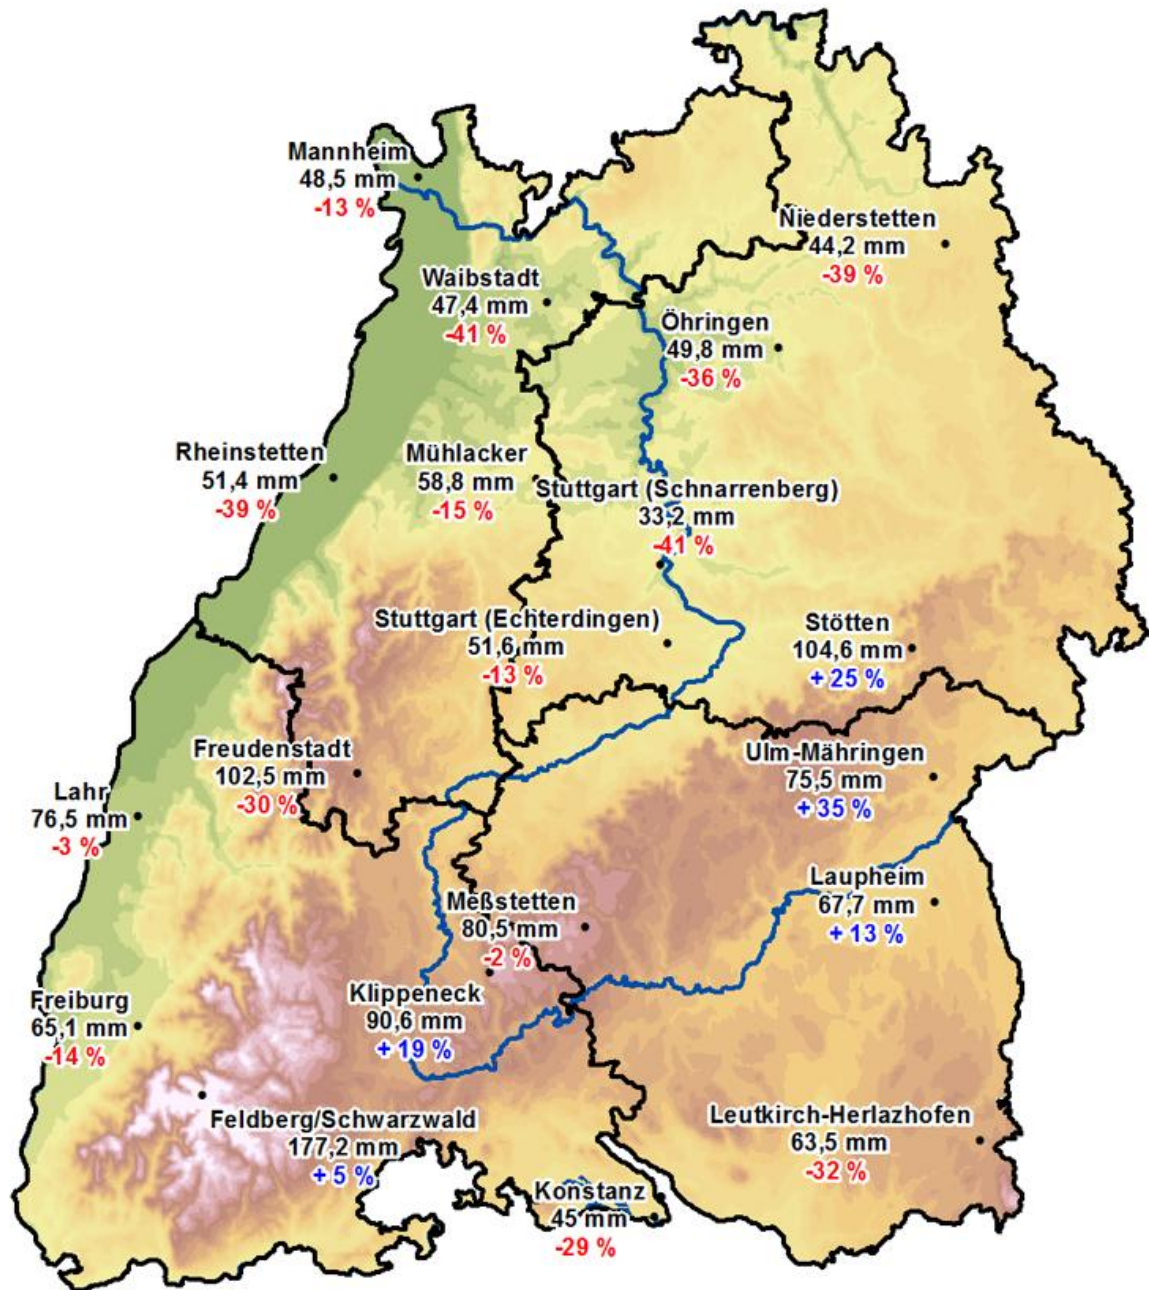 Mannheim
48,5 mm
-13 %
Niederstetten
44,2 mm
-39 %
Waibstadt
47,4 mm
-41 %
Öhringen
49,8 mm
-36 %
Rheinstetten
51,4 mm
-39 %
Mühlacker
58,8 mm
-15 %
Stuttgart (Schnarrenberg)
33,2 mm
-41 %
Stuttgart (Echterdingen)
51,6 mm
-13 %
Stötten
104,6 mm
+ 25 %
Freudenstadt
102,5 mm
-30 %
Ulm-Mähringen
75,5 mm
+ 35 %
Lahr
76,5 mm
-3 %
Laupheim
67,7 mm
+ 13 %
Meßstetten
80,5 mm
-2 %
Klippeneck
90,6 mm
+ 19 %
Freiburg
65,1 mm
-14 %
Feldberg/Schwarzwald
177,2 mm
+ 5 %
Leutkirch-Herlazhofen
63,5 mm
-32 %
Konstanz
45 mm
-29 %